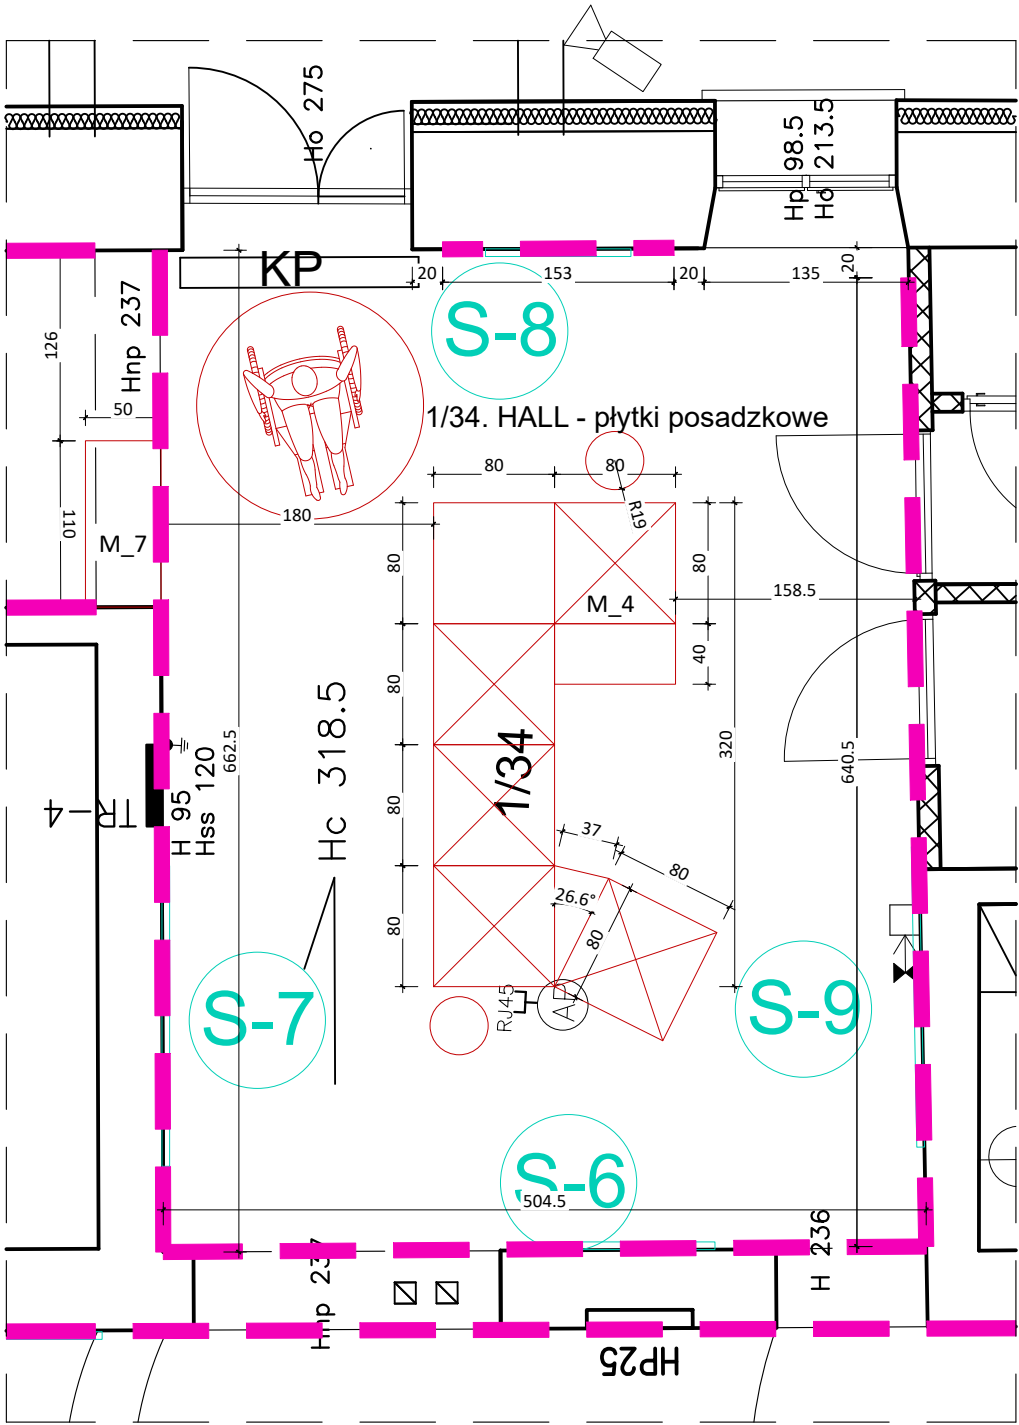 Ho 275
Hp 98.5
Ho 213.5
KP
20
153
20
135
20
S-8
Hnp 237
126
50
1/34. HALL - płytki posadzkowe
80
80
R19
180
110
M_7
80
80
M_4
158.5
80
40
Hc 318.5
662.5
1/34
320
640.5
TR-4
H 95
Hss 120
80
37
80
26.6°
80
80
S-7
RJ45
AP
S-9
S-6
504.5
Hnp 237
H 236
HP25